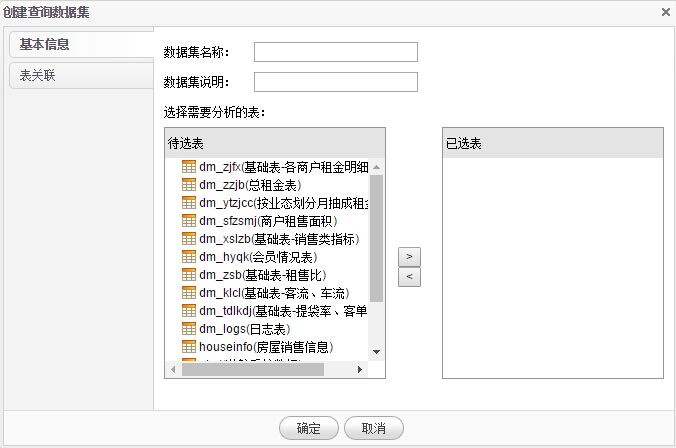 创建查询数据集
基本信息
表关联
数据集名称：
数据集说明：
选择需要分析的表：
待选表
已选表
dm_zjfx(基础表-各商户租金明细
dm_zzjb(总租金表)
dm_ytzjcc(按业态划分月抽成租金
dm_sfzsmj(商户租售面积)
dm_xslzb(基础表-销售类指标)
dm_hyqk(会员情况表)
dm_zsb(基础表-租售比)
dm_klcl(基础表-客流、车流)
dm_tdlkdj(基础表-提袋率、客单
dm_logs(日志表)
houseinfo(房屋销售信息)
>
<
确定
取消